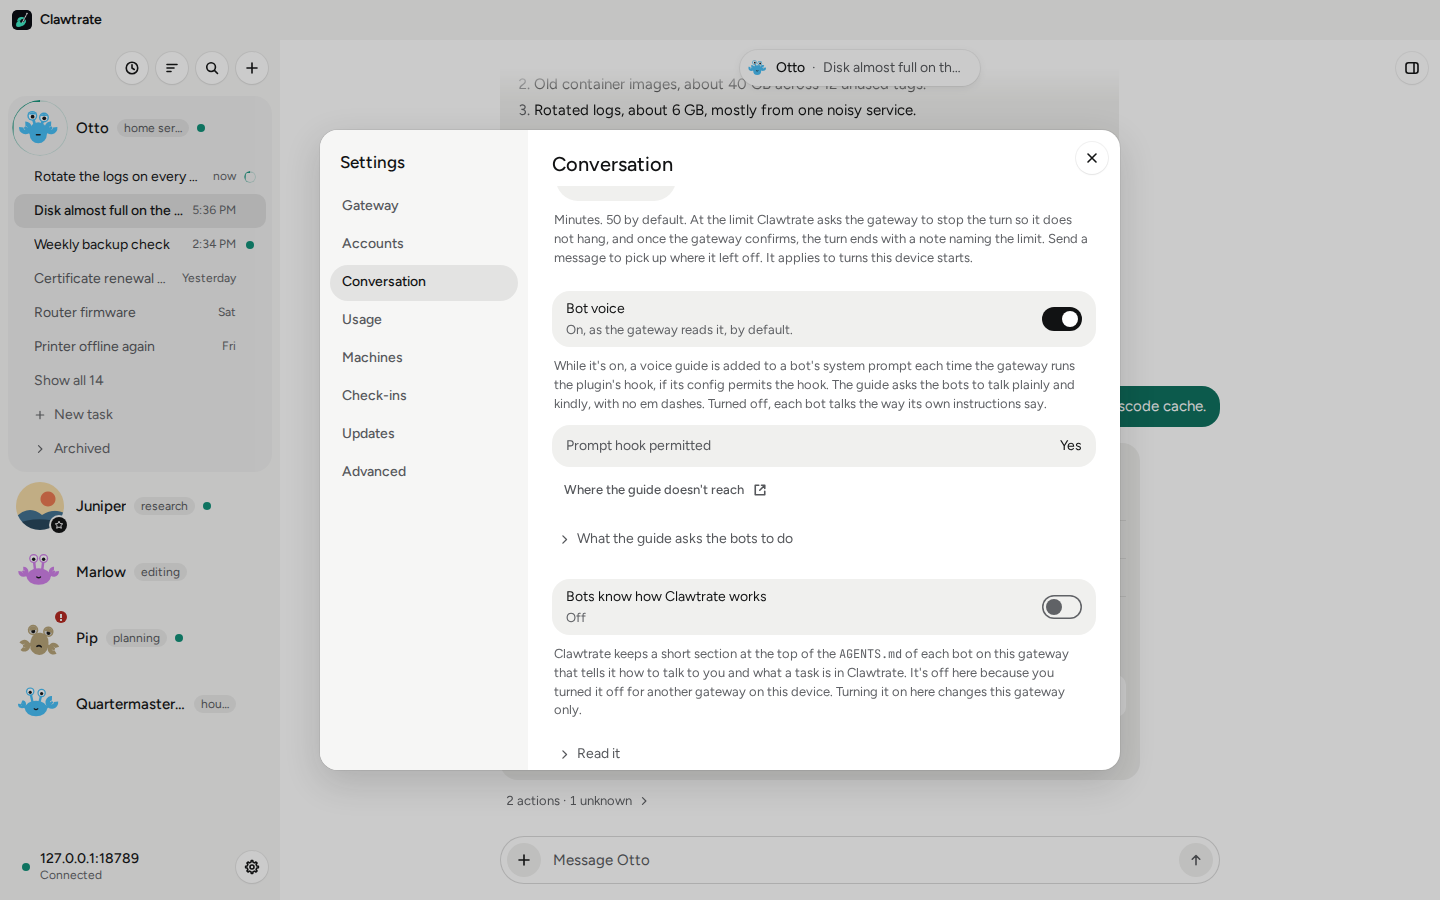 Clawtrate
Otto
home ser...
Rotate the logs on every ...
now
Disk almost full on the ...
5:36 PM
Weekly backup check
2:34 PM
Certificate renewal ...
Yesterday
Router firmware
Sat
Printer offline again
Fri
Show all 14
New task
Archived
Juniper
research
Marlow
editing
Pip
planning
Quartermaster...
hou...
127.0.0.1:18789
Connected
Otto · Disk almost full on th...
2. Old container images, about 40 GB across 12 unused tags.
3. Rotated logs, about 6 GB, mostly from one noisy service.
scode cache.
Settings
Gateway
Accounts
Conversation
Usage
Machines
Check-ins
Updates
Advanced
Conversation
Minutes. 50 by default. At the limit Clawtrate asks the gateway to stop the turn so it does
not hang, and once the gateway confirms, the turn ends with a note naming the limit. Send a
message to pick up where it left off. It applies to turns this device starts.
Bot voice
On, as the gateway reads it, by default.
While it's on, a voice guide is added to a bot's system prompt each time the gateway runs
the plugin's hook, if its config permits the hook. The guide asks the bots to talk plainly and
kindly, with no em dashes. Turned off, each bot talks the way its own instructions say.
Prompt hook permitted
Yes
Where the guide doesn't reach
What the guide asks the bots to do
Bots know how Clawtrate works
Off
Clawtrate keeps a short section at the top of the AGENTS.md of each bot on this gateway
that tells it how to talk to you and what a task is in Clawtrate. It's off here because you
turned it off for another gateway on this device. Turning it on here changes this gateway
only.
Read it
2 actions · 1 unknown
Message Otto